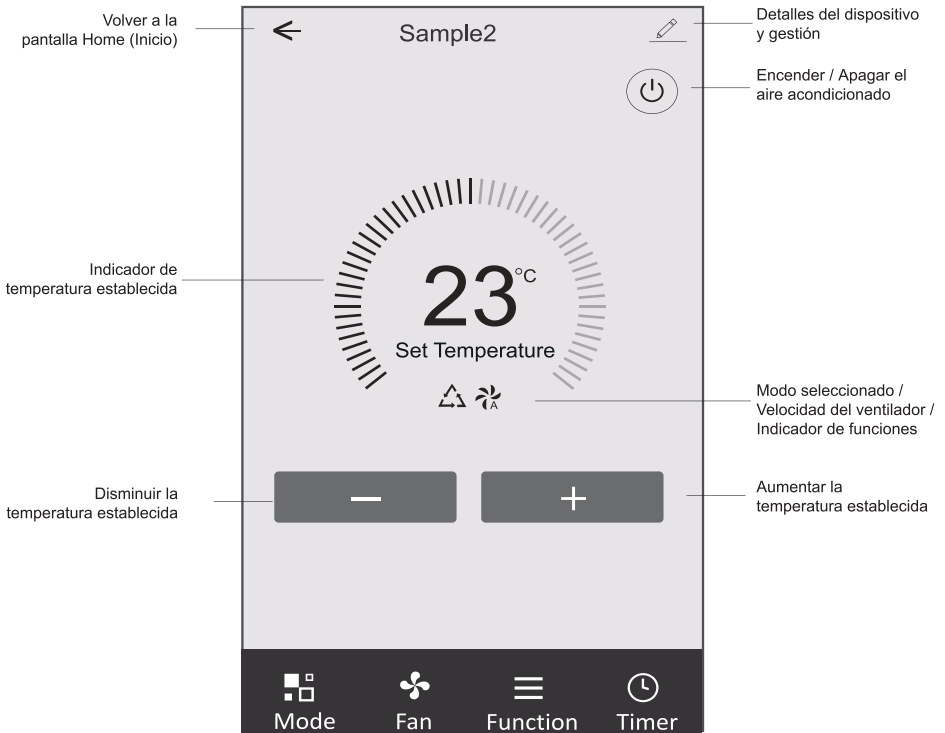 Volver a la
pantalla Home (Inicio)
Sample2
Detalles del dispositivo
y gestión
Encender / Apagar el
aire acondicionado
Indicador de
temperatura establecida
23°C
Set Temperature
A
Modo seleccionado /
Velocidad del ventilador /
Indicador de funciones
Disminuir la
temperatura establecida
Aumentar la
temperatura establecida
Mode
Fan
Function
Timer